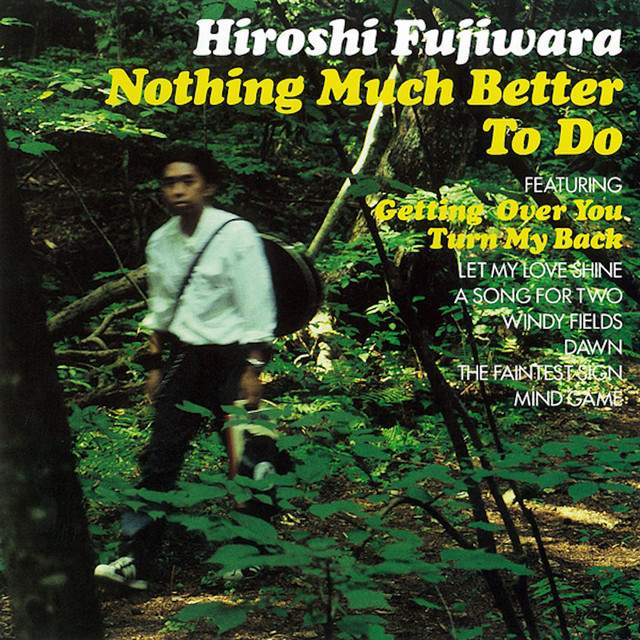 Hiroshi Fujiwara
Nothing Much Better
To Do
FEATURING
Getting Over You
Turn My Back
LET MY LOVE SHINE
A SONG FOR TWO
WINDY FIELDS
DAWN
THE FAINTEST SIGN
MIND GAME